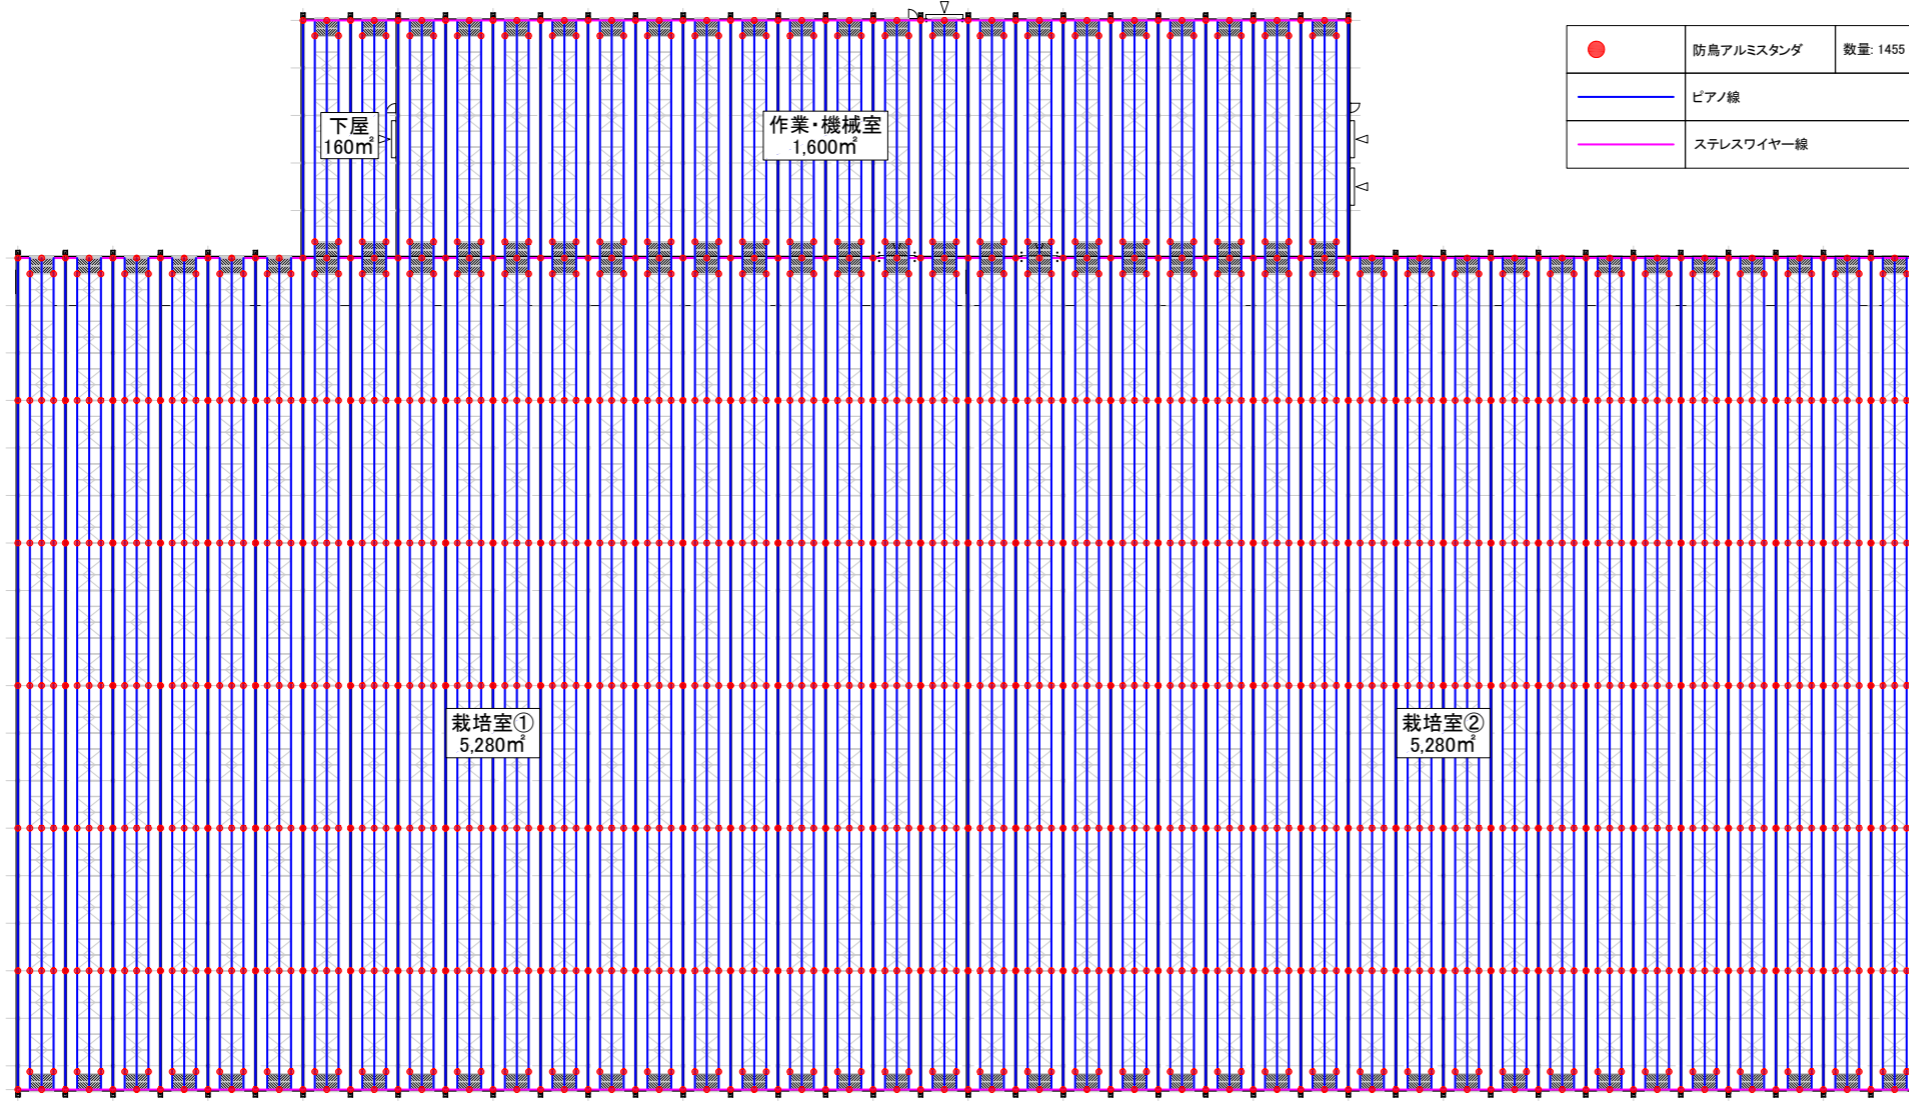 防鳥アルミスタンダ 数量: 1455
ピアノ線
ステレスワイヤー線
下屋
160㎡
作業・機械室
1,600㎡
栽培室①
5,280㎡
栽培室②
5,280㎡